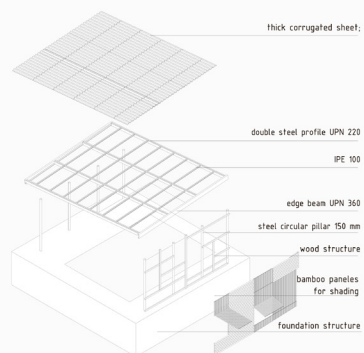 thick corrugated sheet;
double steel profile UPN 220
IPE 100
edge beam UPN 360
steel circular pillar 150 mm
wood structure
bamboo paneles
for shading
foundation structure